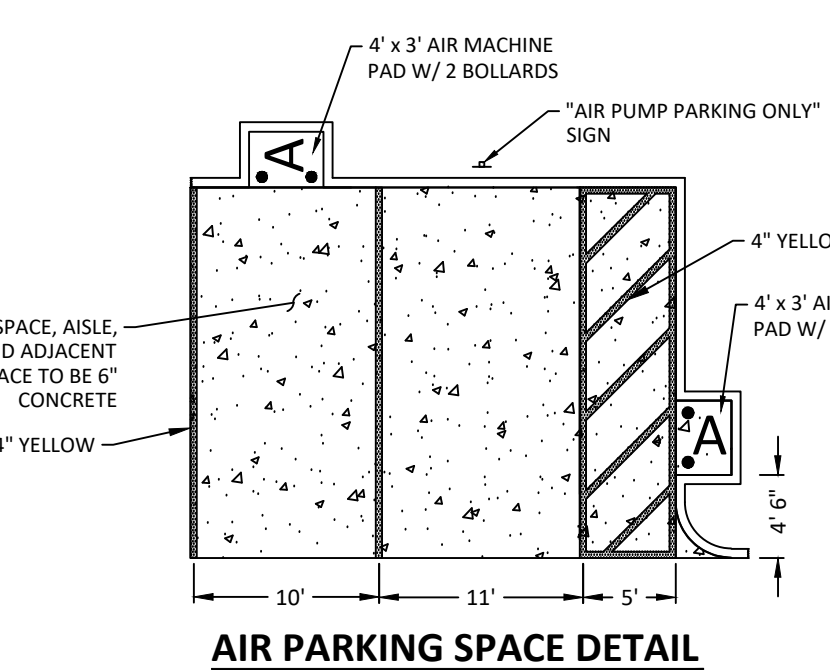 4' x 3' AIR MACHINE
PAD W/ 2 BOLLARDS
"AIR PUMP PARKING ONLY"
SIGN
A
4" YELLO
SPACE, AISLE,
D ADJACENT
ACE TO BE 6"
CONCRETE
4" YELLOW
4' x 3' AI
PAD W/
A
4' 6"
10'
11'
5'
AIR PARKING SPACE DETAIL